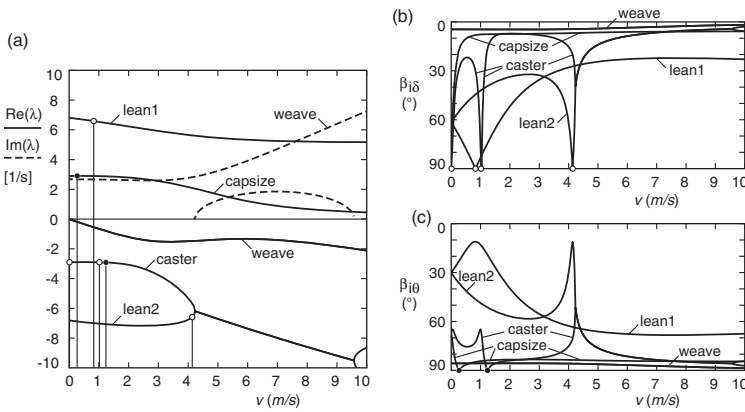 (a)
10
8
6
4
2
0
-2
-4
-6
-8
-10
Re(λ)
Im(λ)
[1/s]
lean1
weave
capsize
weave
caster
lean2
0 1 2 3 4 5 6 7 8 9 10
v (m/s)
(b)
0
30
60
90
βiδ
(°)
weave
capsize
caster
lean1
lean2
0 1 2 3 4 5 6 7 8 9 10
v (m/s)
(c)
0
30
60
90
βiθ
(°)
lean2
lean1
caster
capsize
weave
0 1 2 3 4 5 6 7 8 9 10
v (m/s)